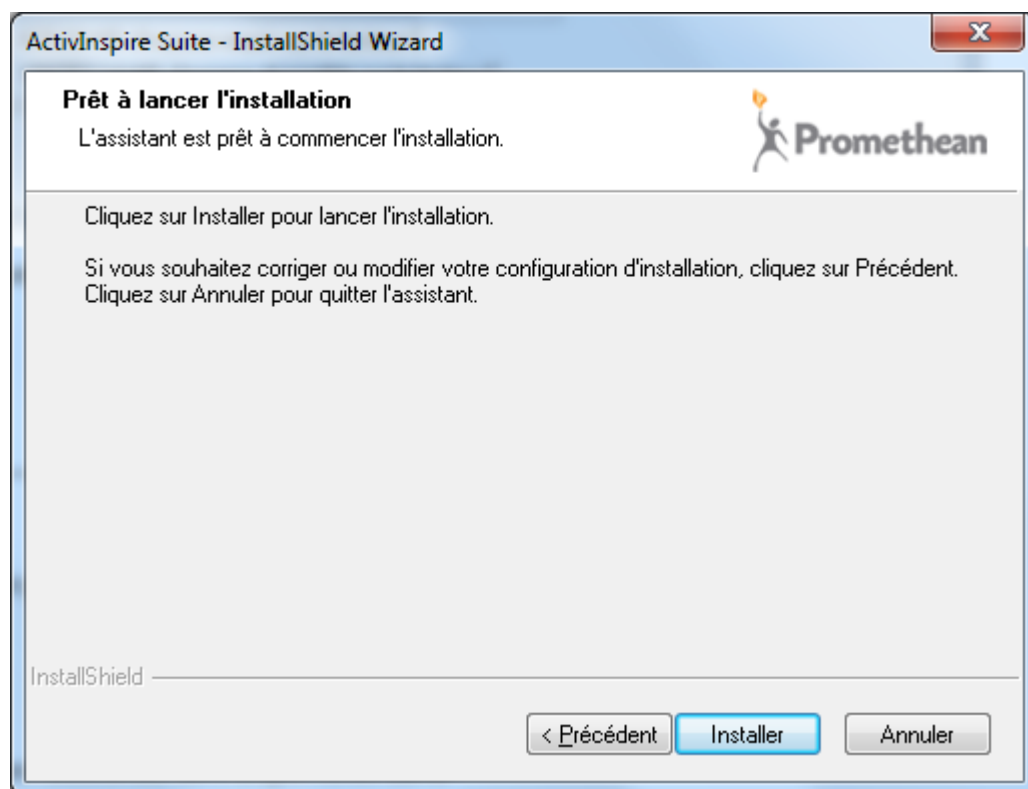 ActivInspire Suite - InstallShield Wizard
Prêt à lancer l'installation
L'assistant est prêt à commencer l'installation.
Promethean
Cliquez sur Installer pour lancer l'installation.
Si vous souhaitez corriger ou modifier votre configuration d'installation, cliquez sur Précédent.
Cliquez sur Annuler pour quitter l'assistant.
InstallShield
< Précédent Installer Annuler